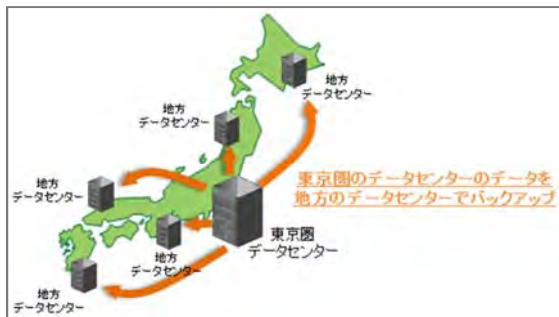 地方
データセンター
地方
データセンター
東京圏のデータセンターのデータを
地方のデータセンターでバックアップ
地方
データセンター
東京圏
データセンター
地方
データセンター
地方
データセンター